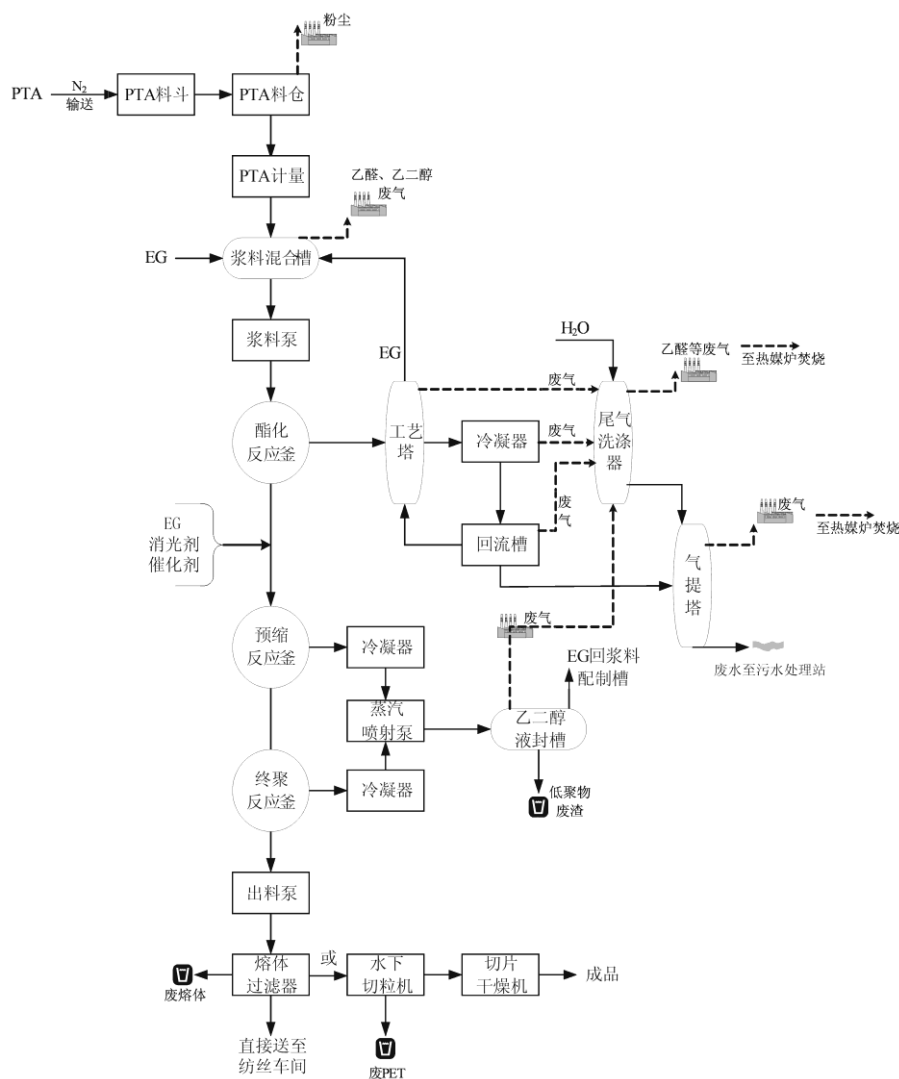 粉尘
PTA
N₂
输送
PTA料斗
PTA料仓
PTA计量
乙醛、乙二醇
废气
EG
浆料混合槽
浆料泵
EG
H₂O
乙醛等废气
至热媒炉焚烧
废气
酯化
反应釜
工艺
塔
冷凝器
废气
尾气
洗涤
器
废
气
回流槽
废气
至热媒炉焚烧
气
提
塔
EG
消光剂
催化剂
预缩
反应釜
冷凝器
废气
EG回浆料
配制槽
废水至污水处理站
蒸汽
喷射泵
乙二醇
液封槽
终聚
反应釜
冷凝器
低聚物
废渣
出料泵
熔体
过滤器
或
水下
切粒机
切片
干燥机
成品
废熔体
直接送至
纺丝车间
废PET